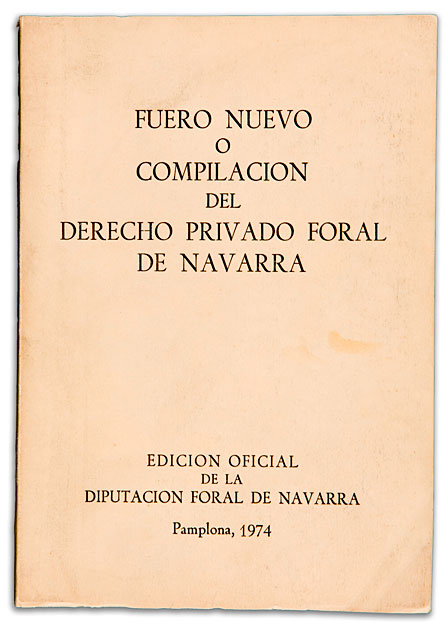 FUERO NUEVO
O
COMPILACION
DEL
DERECHO PRIVADO FORAL
DE NAVARRA
EDICION OFICIAL
DE LA
DIPUTACION FORAL DE NAVARRA
Pamplona, 1974